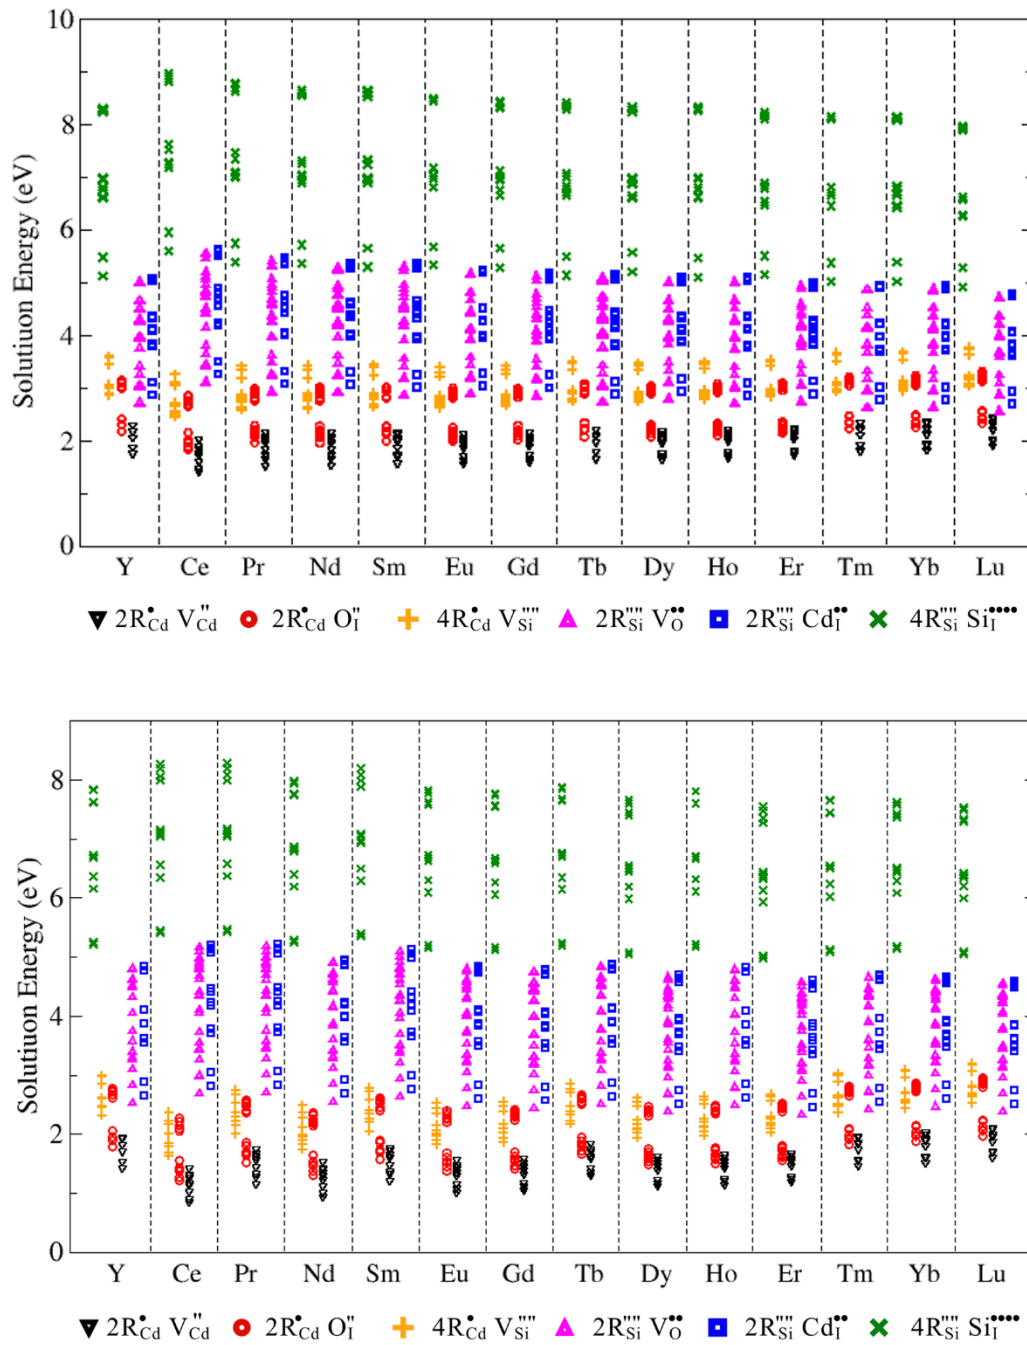 10
8
6
4
2
0
Solutiuon Energy (eV)
Y Ce Pr Nd Sm Eu Gd Tb Dy Ho Er Tm Yb Lu
2R•Cd V"Cd 2R•Cd O"I 4R•Cd V""Si 2R""Si V••O 2R""Si Cd••I 4R""Si Si••••I
8
6
4
2
0
Solutiuon Energy (eV)
Y Ce Pr Nd Sm Eu Gd Tb Dy Ho Er Tm Yb Lu
2R•Cd V"Cd 2R•Cd O"I 4R•Cd V""Si 2R""Si V••O 2R""Si Cd••I 4R""Si Si••••I